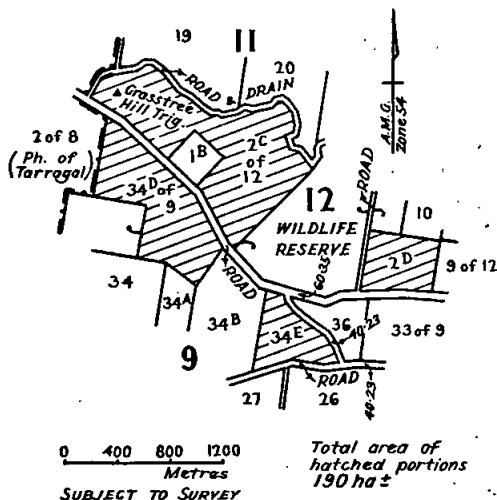 19
11
20
ROAD
DRAIN
Grasstree
Hill Trig.
A.M.G.
Zone 54
2 of 8
(Ph. of
Tarragal)
1B
2C
of
12
34D of
9
ROAD
12
WILDLIFE
RESERVE
10
2D
9 of 12
60·35
34
34A
ROAD
34B
9
34E
36
40·23
33 of 9
27
ROAD
26
40·23
0 400 800 1200
Metres
SUBJECT TO SURVEY
Total area of
hatched portions
190 ha ±